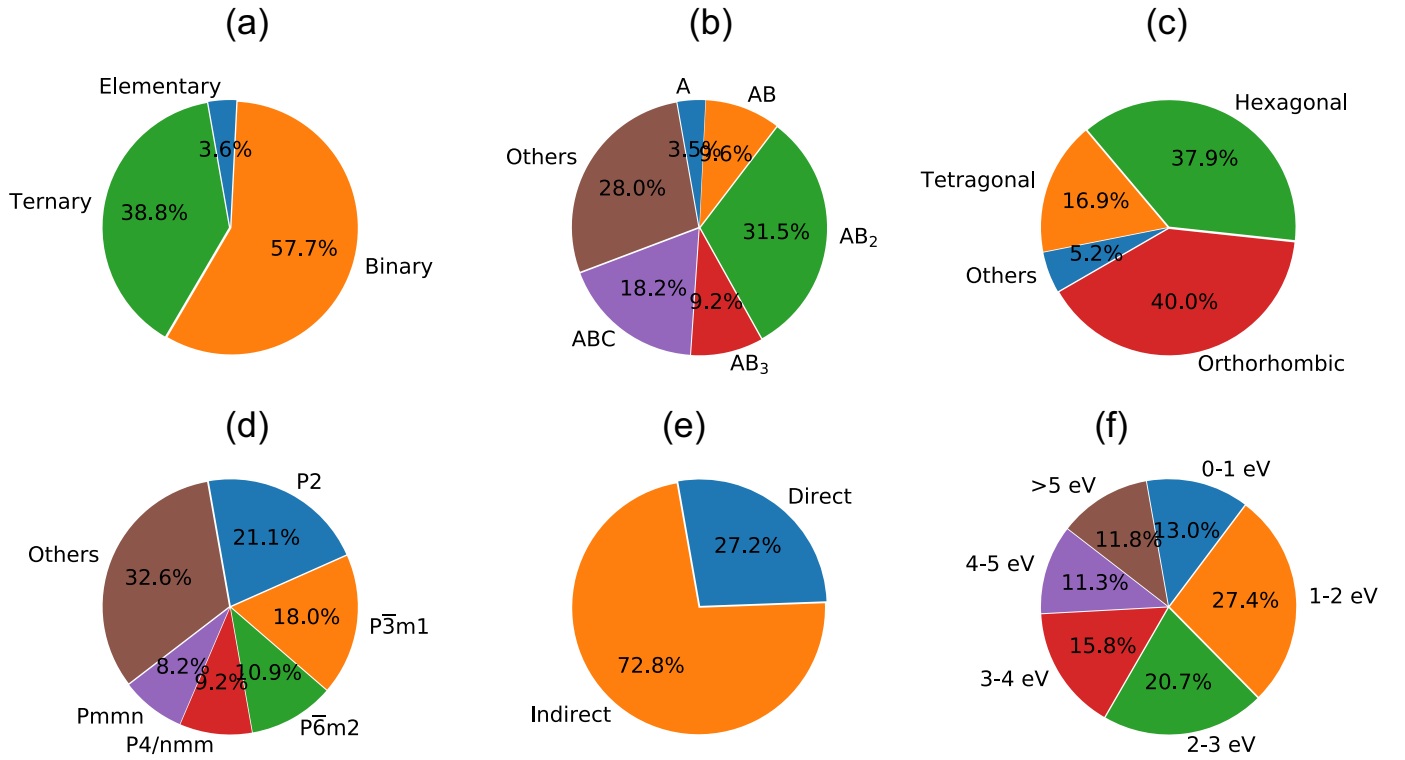 (a)
Elementary
3.6%
Ternary
38.8%
57.7%
Binary
(b)
A
AB
3.5%
9.6%
Others
28.0%
31.5%
AB₂
18.2%
9.2%
ABC
AB₃
(c)
Hexagonal
37.9%
Tetragonal
16.9%
5.2%
Others
40.0%
Orthorhombic
(d)
P2
21.1%
Others
32.6%
18.0%
P3̅m1
8.2%
9.2%
10.9%
Pmmn
P4/nmm
P6̅m2
(e)
Direct
27.2%
72.8%
Indirect
(f)
0-1 eV
>5 eV
13.0%
11.8%
4-5 eV
11.3%
27.4%
1-2 eV
15.8%
3-4 eV
20.7%
2-3 eV